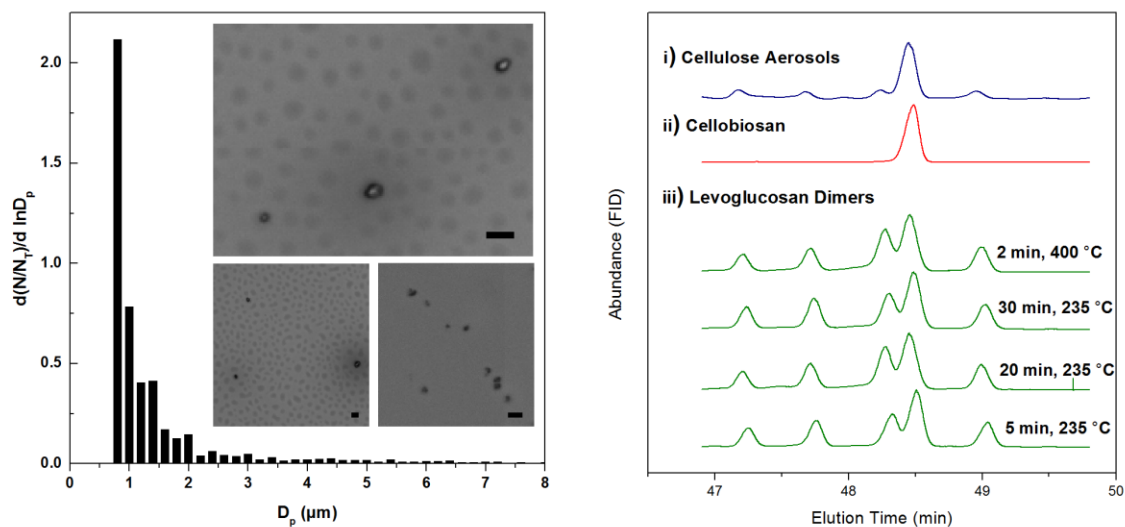 2.0
1.5
1.0
0.5
0.0
d(N/N_T)/d lnD_p
0 1 2 3 4 5 6 7 8
D_p (µm)
i) Cellulose Aerosols
ii) Cellobiosan
iii) Levoglucosan Dimers
2 min, 400 °C
30 min, 235 °C
20 min, 235 °C
5 min, 235 °C
Abundance (FID)
47 48 49 50
Elution Time (min)